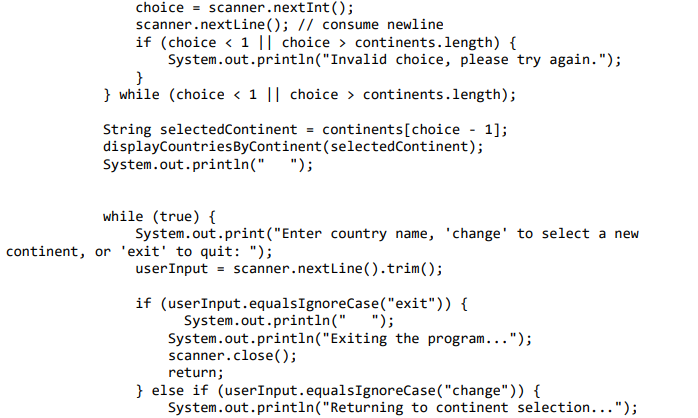 choice = scanner.nextInt();
scanner.nextLine(); // consume newline
if (choice < 1 || choice > continents.length) {
System.out.println("Invalid choice, please try again.");
}
} while (choice < 1 || choice > continents.length);
String selectedContinent = continents[choice - 1];
displayCountriesByContinent(selectedContinent);
System.out.println("   ");
while (true) {
System.out.print("Enter country name, 'change' to select a new
continent, or 'exit' to quit: ");
userInput = scanner.nextLine().trim();
if (userInput.equalsIgnoreCase("exit")) {
System.out.println("   ");
System.out.println("Exiting the program...");
scanner.close();
return;
} else if (userInput.equalsIgnoreCase("change")) {
System.out.println("Returning to continent selection...");